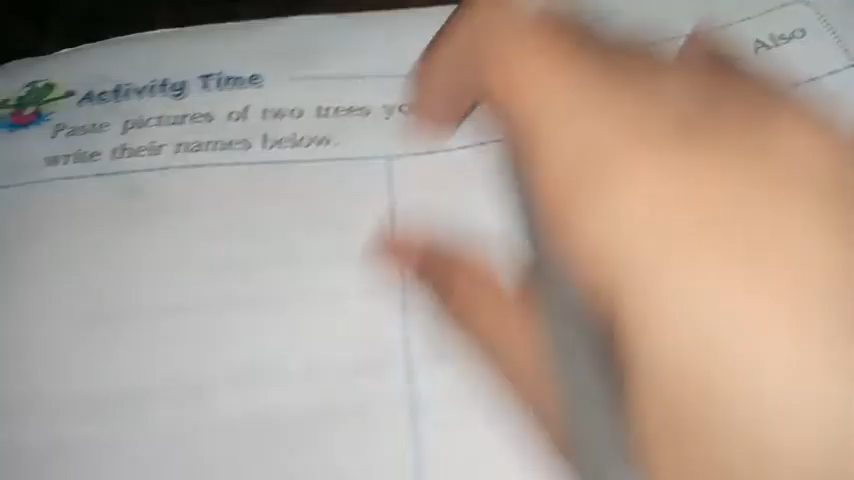 Activity Time
Paste pictures of two trees
Also
write their names below.